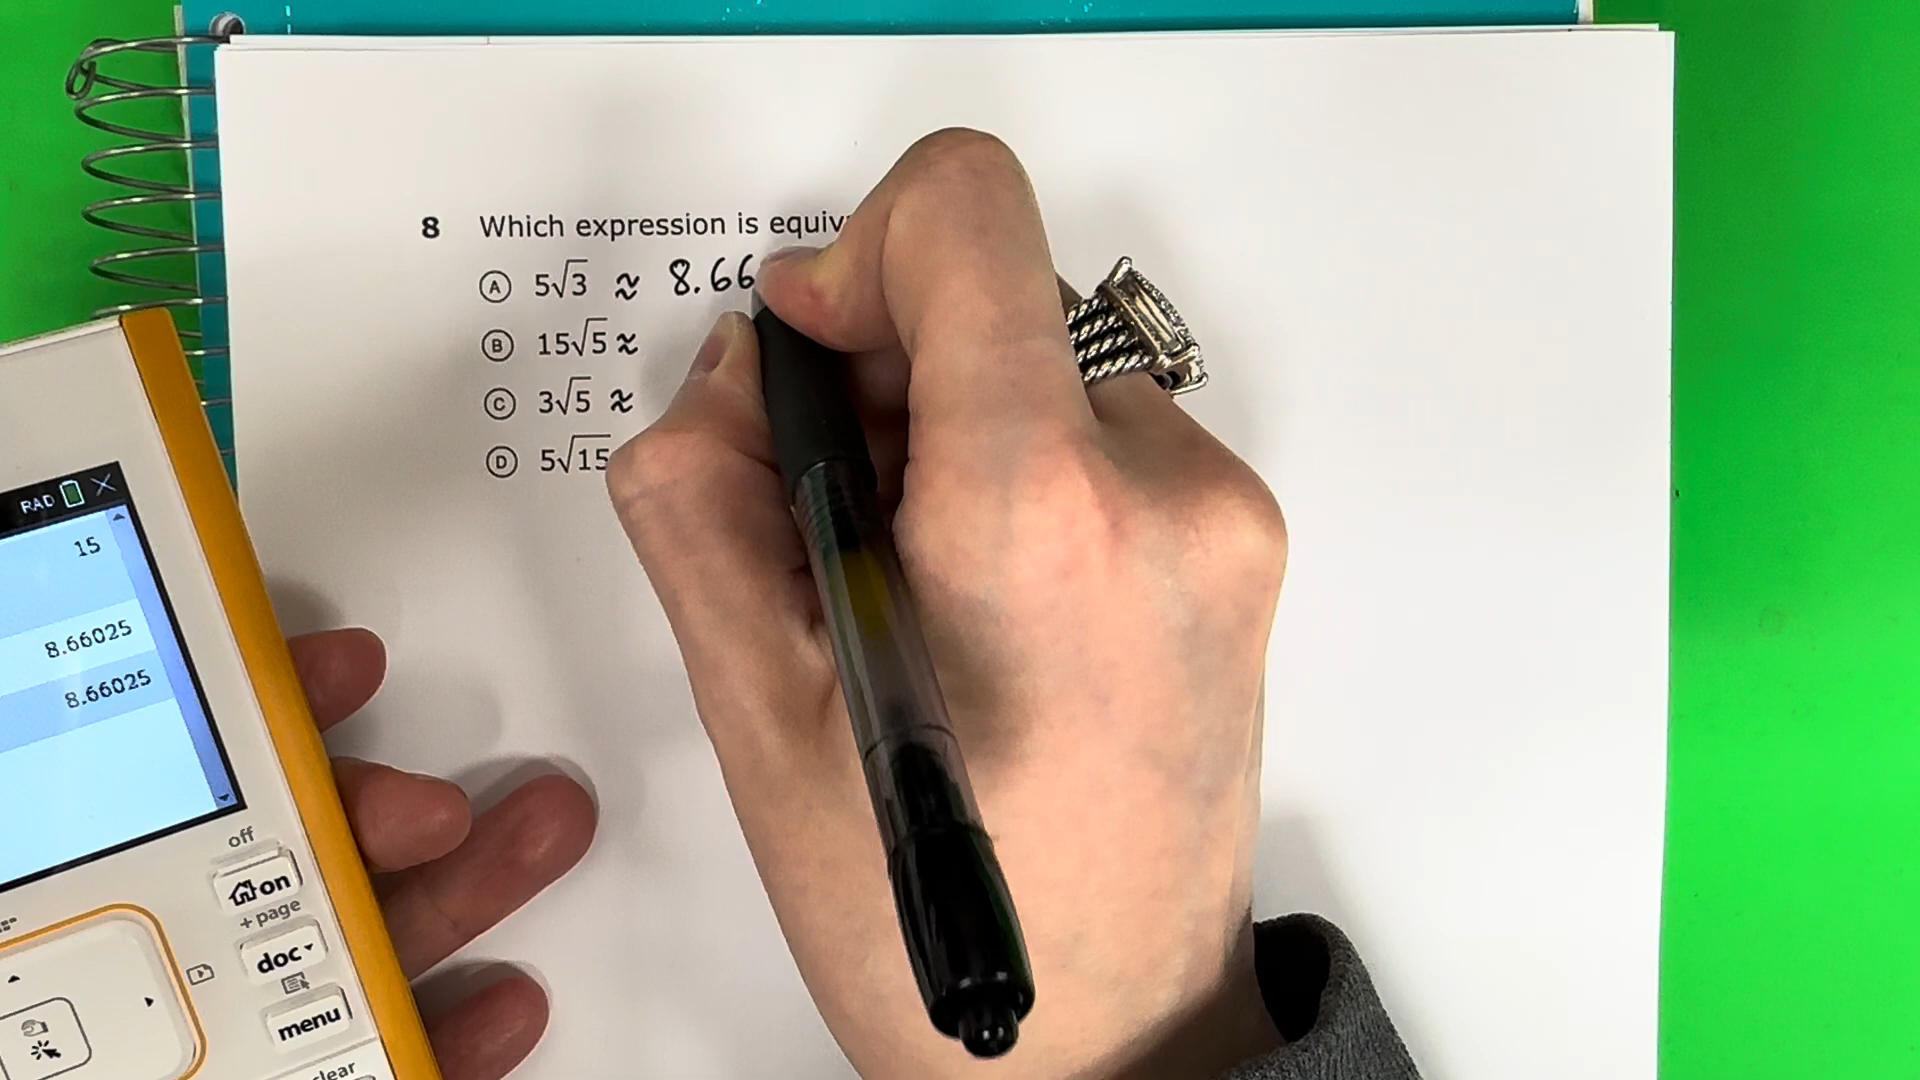 8 Which expression is equiv
A 5√3 ≈ 8.66
B 15√5 ≈
C 3√5 ≈
D 5√15
RAD
15
8.66025
8.66025
off
on
+ page
doc
menu
clear